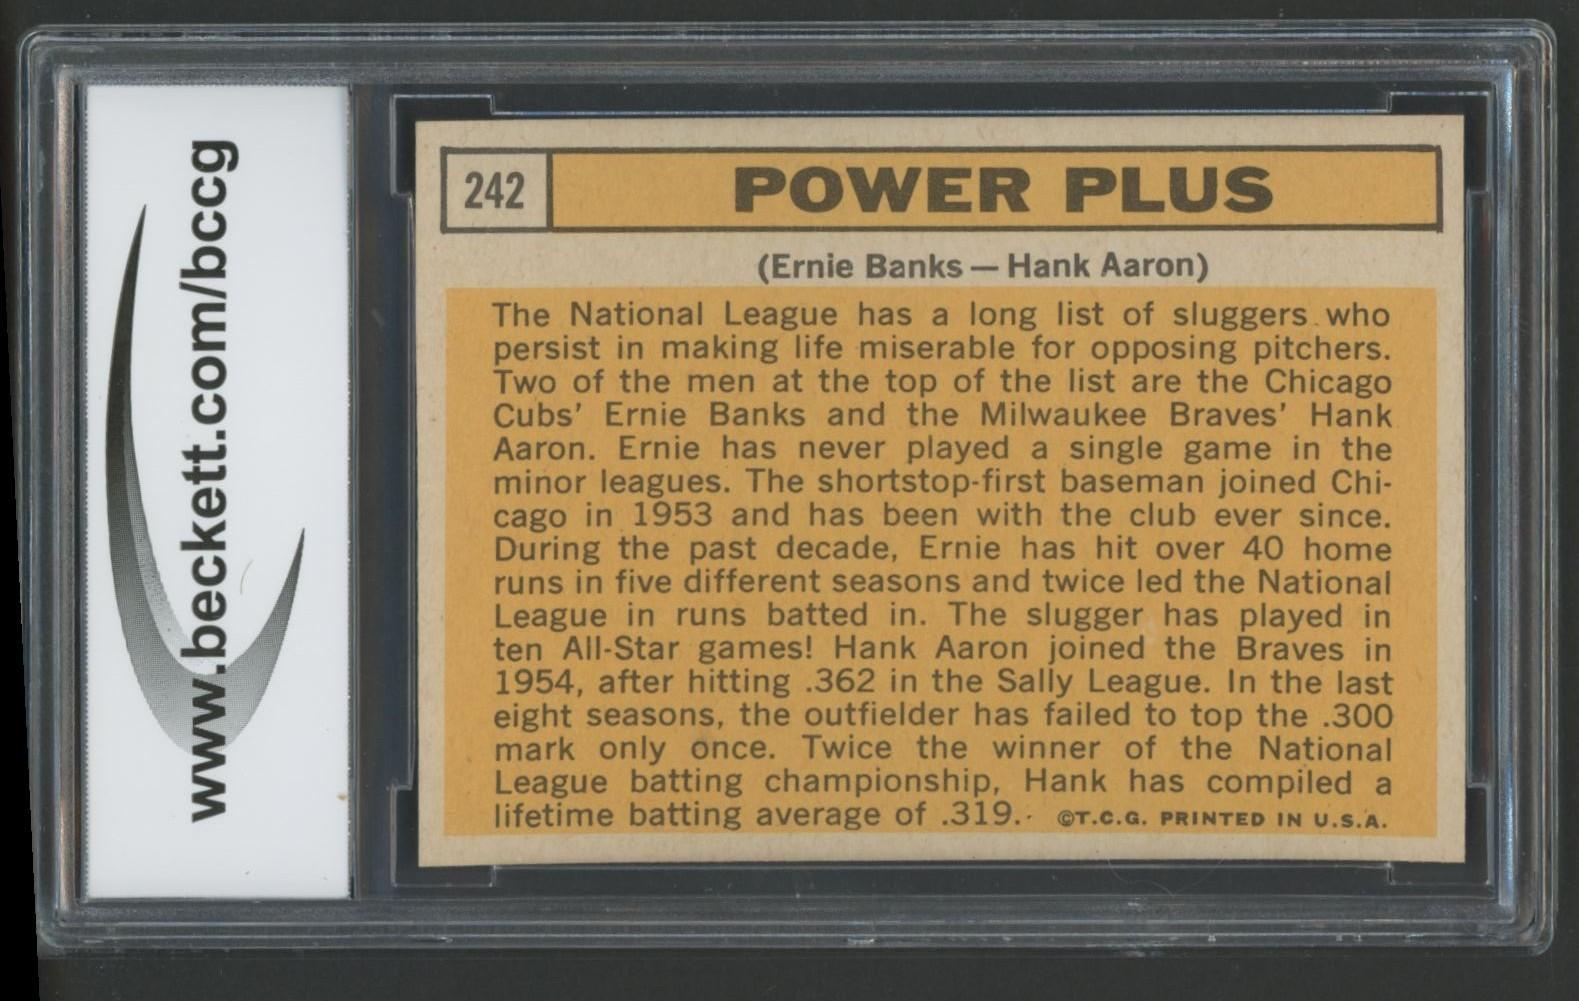 www.beckett.com/bccg
242
POWER PLUS
(Ernie Banks — Hank Aaron)
The National League has a long list of sluggers who
persist in making life miserable for opposing pitchers.
Two of the men at the top of the list are the Chicago
Cubs' Ernie Banks and the Milwaukee Braves' Hank
Aaron. Ernie has never played a single game in the
minor leagues. The shortstop-first baseman joined Chi-
cago in 1953 and has been with the club ever since.
During the past decade, Ernie has hit over 40 home
runs in five different seasons and twice led the National
League in runs batted in. The slugger has played in
ten All-Star games! Hank Aaron joined the Braves in
1954, after hitting .362 in the Sally League. In the last
eight seasons, the outfielder has failed to top the .300
mark only once. Twice the winner of the National
League batting championship, Hank has compiled a
lifetime batting average of .319. ©T.C.G. PRINTED IN U.S.A.